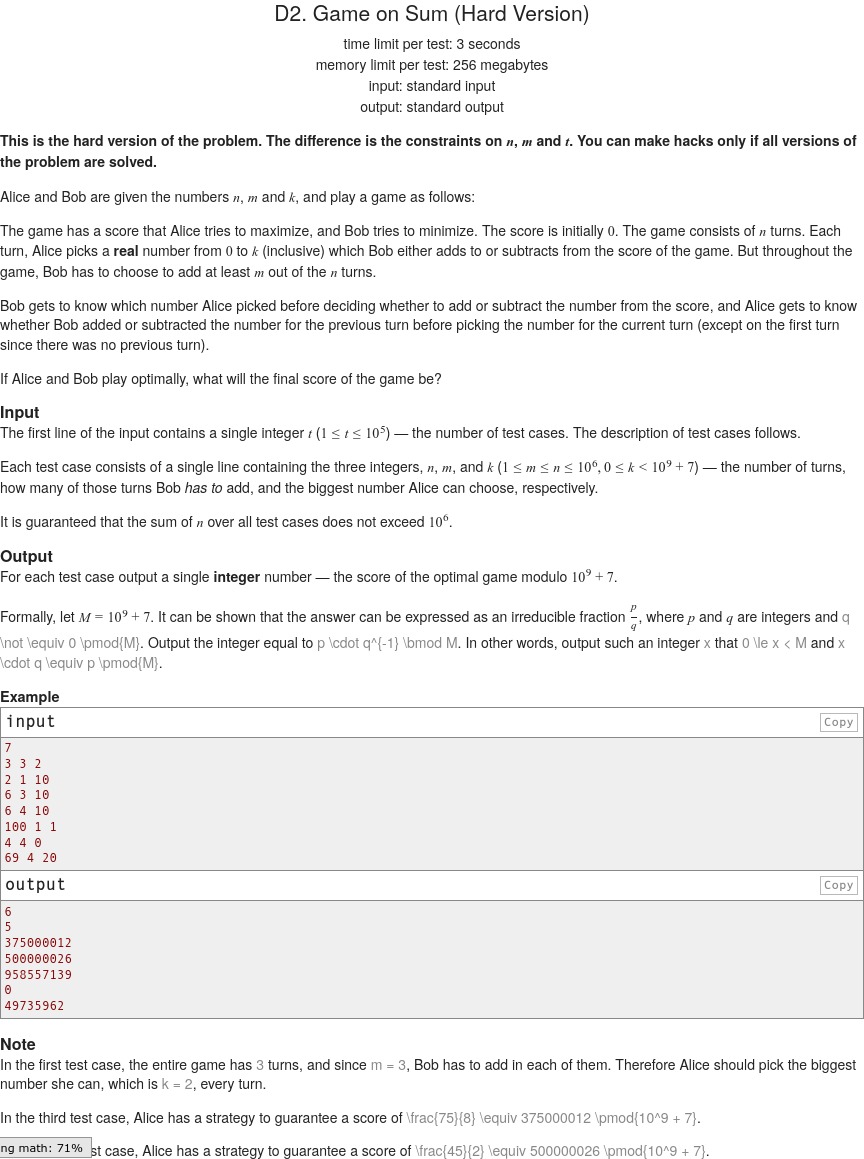 D2. Game on Sum (Hard Version)
time limit per test: 3 seconds
memory limit per test: 256 megabytes
input: standard input
output: standard output
This is the hard version of the problem. The difference is the constraints on n, m and t. You can make hacks only if all versions of
the problem are solved.
Alice and Bob are given the numbers n, m and k, and play a game as follows:
The game has a score that Alice tries to maximize, and Bob tries to minimize. The score is initially 0. The game consists of n turns. Each
turn, Alice picks a real number from 0 to k (inclusive) which Bob either adds to or subtracts from the score of the game. But throughout the
game, Bob has to choose to add at least m out of the n turns.
Bob gets to know which number Alice picked before deciding whether to add or subtract the number from the score, and Alice gets to know
whether Bob added or subtracted the number for the previous turn before picking the number for the current turn (except on the first turn
since there was no previous turn).
If Alice and Bob play optimally, what will the final score of the game be?
Input
The first line of the input contains a single integer t (1 ≤ t ≤ 10^5) — the number of test cases. The description of test cases follows.
Each test case consists of a single line containing the three integers, n, m, and k (1 ≤ m ≤ n ≤ 10^6, 0 ≤ k < 10^9 + 7) — the number of turns,
how many of those turns Bob has to add, and the biggest number Alice can choose, respectively.
It is guaranteed that the sum of n over all test cases does not exceed 10^6.
Output
For each test case output a single integer number — the score of the optimal game modulo 10^9 + 7.
Formally, let M = 10^9 + 7. It can be shown that the answer can be expressed as an irreducible fraction p/q, where p and q are integers and q
\not \equiv 0 \pmod{M}. Output the integer equal to p \cdot q^{-1} \bmod M. In other words, output such an integer x that 0 \le x < M and x
\cdot q \equiv p \pmod{M}.
Example
input
Copy
7
3 3 2
2 1 10
6 3 10
6 4 10
100 1 1
4 4 0
69 4 20
output
Copy
6
5
375000012
500000026
958557139
0
49735962
Note
In the first test case, the entire game has 3 turns, and since m = 3, Bob has to add in each of them. Therefore Alice should pick the biggest
number she can, which is k = 2, every turn.
In the third test case, Alice has a strategy to guarantee a score of \frac{75}{8} \equiv 375000012 \pmod{10^9 + 7}.
ng math: 71% st case, Alice has a strategy to guarantee a score of \frac{45}{2} \equiv 500000026 \pmod{10^9 + 7}.